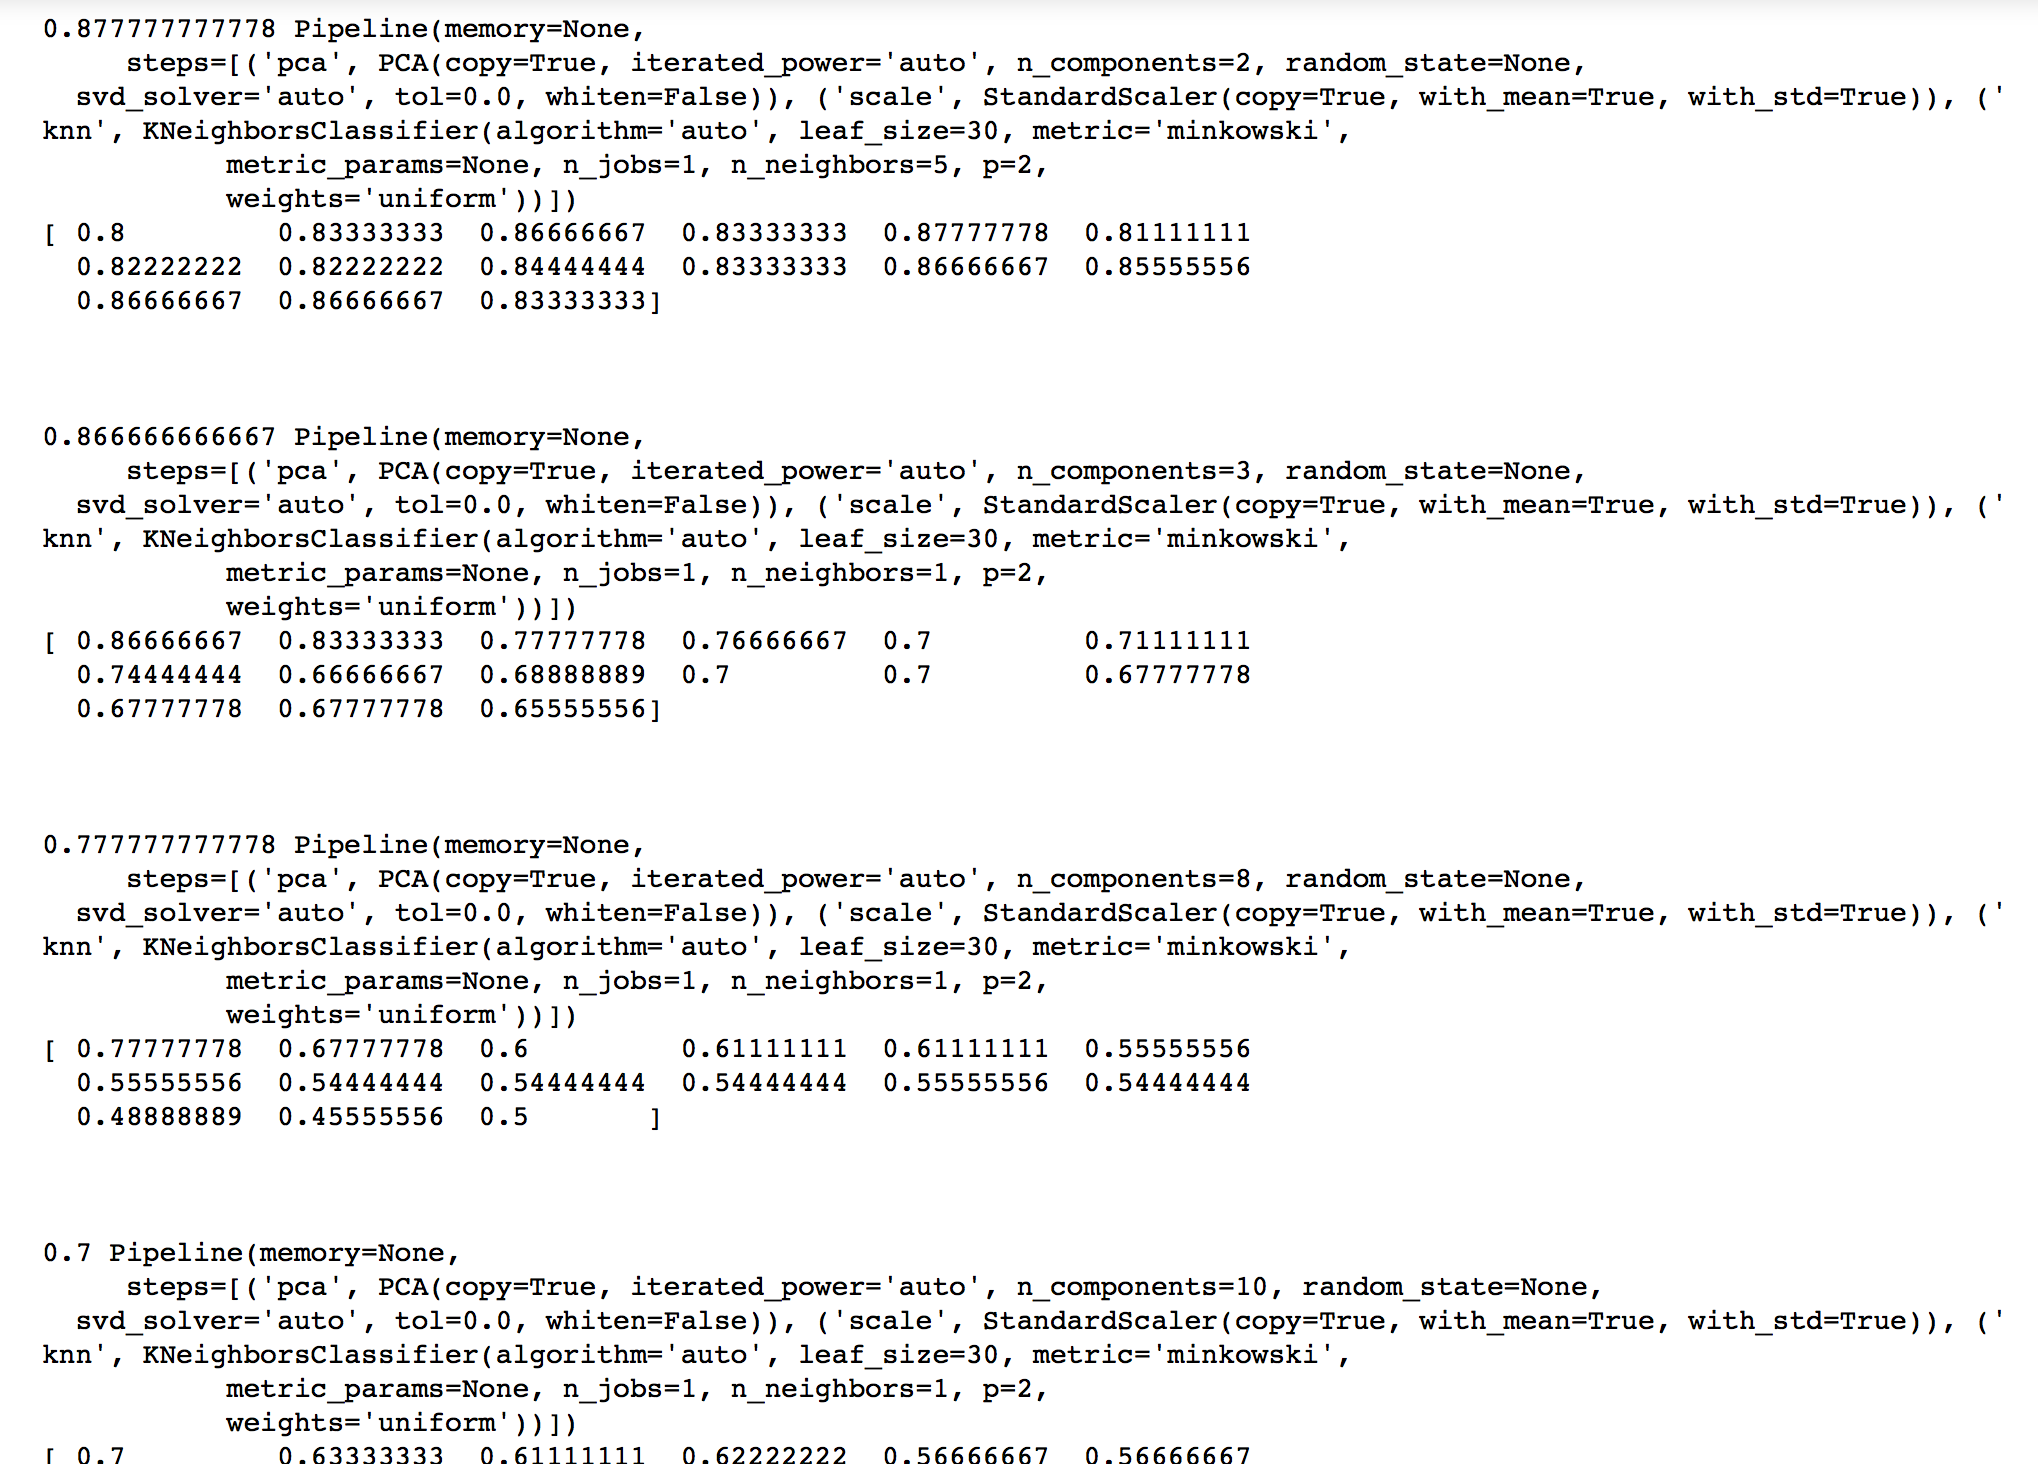 0.877777777778 Pipeline(memory=None,
     steps=[('pca', PCA(copy=True, iterated_power='auto', n_components=2, random_state=None,
  svd_solver='auto', tol=0.0, whiten=False)), ('scale', StandardScaler(copy=True, with_mean=True, with_std=True)), ('
knn', KNeighborsClassifier(algorithm='auto', leaf_size=30, metric='minkowski',
           metric_params=None, n_jobs=1, n_neighbors=5, p=2,
           weights='uniform'))])
[ 0.8         0.83333333  0.86666667  0.83333333  0.87777778  0.81111111
  0.82222222  0.82222222  0.84444444  0.83333333  0.86666667  0.85555556
  0.86666667  0.86666667  0.83333333]
0.866666666667 Pipeline(memory=None,
     steps=[('pca', PCA(copy=True, iterated_power='auto', n_components=3, random_state=None,
  svd_solver='auto', tol=0.0, whiten=False)), ('scale', StandardScaler(copy=True, with_mean=True, with_std=True)), ('
knn', KNeighborsClassifier(algorithm='auto', leaf_size=30, metric='minkowski',
           metric_params=None, n_jobs=1, n_neighbors=1, p=2,
           weights='uniform'))])
[ 0.86666667  0.83333333  0.77777778  0.76666667  0.7         0.71111111
  0.74444444  0.66666667  0.68888889  0.7         0.7         0.67777778
  0.67777778  0.67777778  0.65555556]
0.777777777778 Pipeline(memory=None,
     steps=[('pca', PCA(copy=True, iterated_power='auto', n_components=8, random_state=None,
  svd_solver='auto', tol=0.0, whiten=False)), ('scale', StandardScaler(copy=True, with_mean=True, with_std=True)), ('
knn', KNeighborsClassifier(algorithm='auto', leaf_size=30, metric='minkowski',
           metric_params=None, n_jobs=1, n_neighbors=1, p=2,
           weights='uniform'))])
[ 0.77777778  0.67777778  0.6         0.61111111  0.61111111  0.55555556
  0.55555556  0.54444444  0.54444444  0.54444444  0.55555556  0.54444444
  0.48888889  0.45555556  0.5       ]
0.7 Pipeline(memory=None,
     steps=[('pca', PCA(copy=True, iterated_power='auto', n_components=10, random_state=None,
  svd_solver='auto', tol=0.0, whiten=False)), ('scale', StandardScaler(copy=True, with_mean=True, with_std=True)), ('
knn', KNeighborsClassifier(algorithm='auto', leaf_size=30, metric='minkowski',
           metric_params=None, n_jobs=1, n_neighbors=1, p=2,
           weights='uniform'))])
[ 0.7         0.63333333  0.61111111  0.62222222  0.56666667  0.56666667